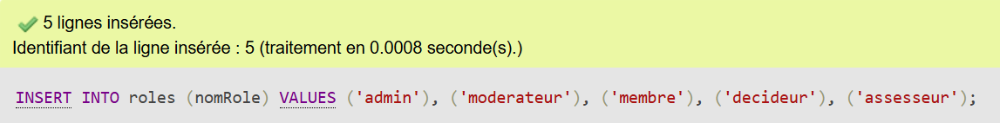 5 lignes insérées.
Identifiant de la ligne insérée : 5 (traitement en 0.0008 seconde(s).)
INSERT INTO roles (nomRole) VALUES ('admin'), ('moderateur'), ('membre'), ('decideur'), ('assesseur');